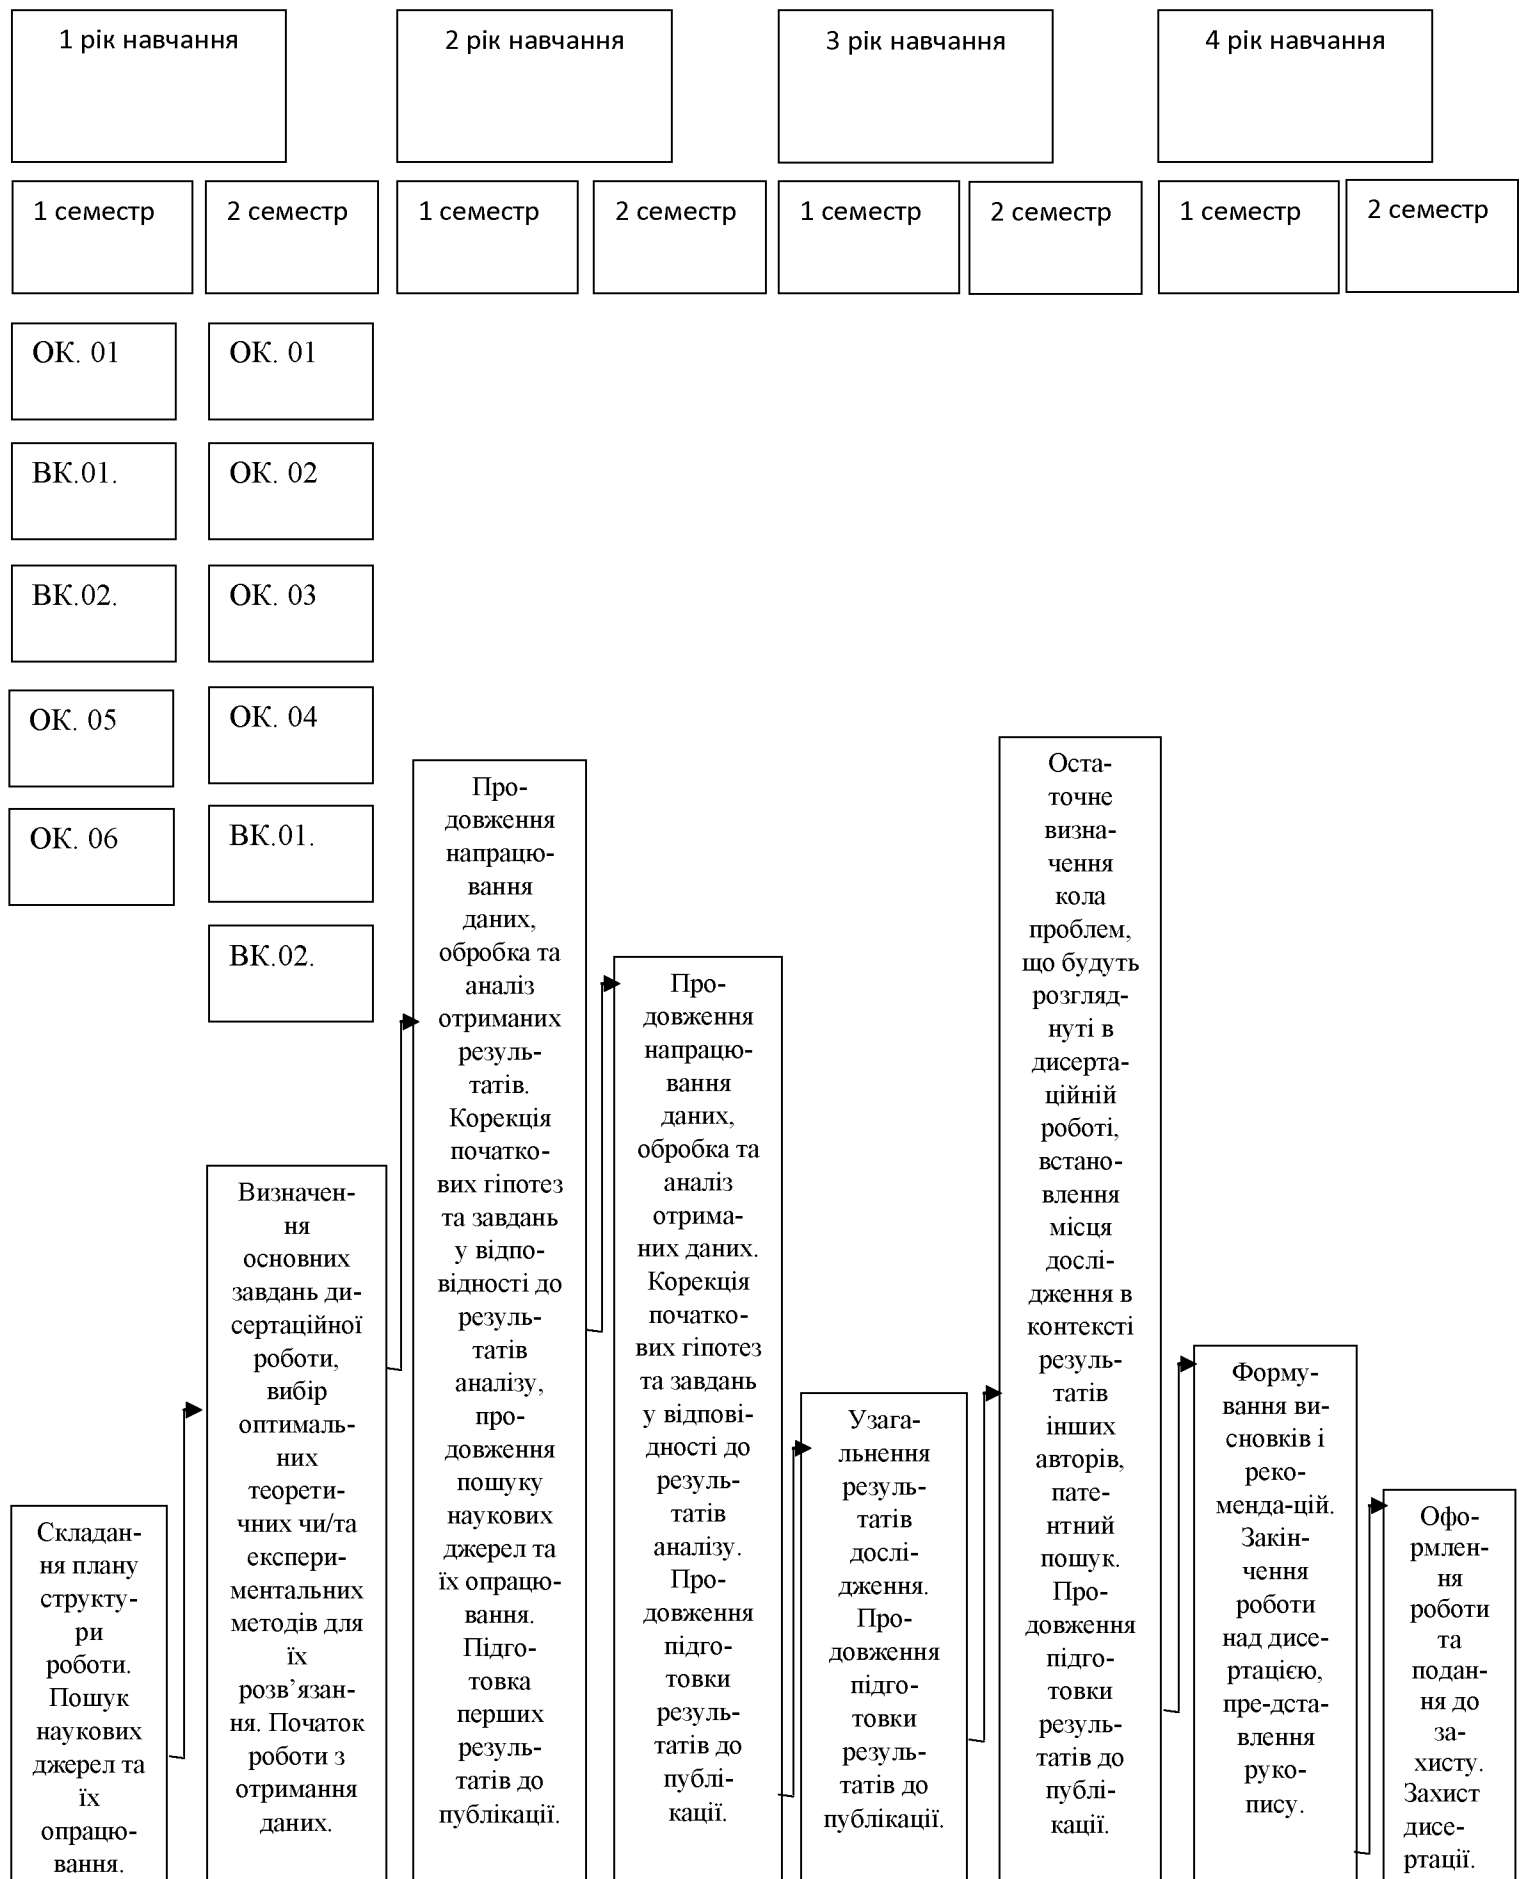 1 рік навчання
2 рік навчання
3 рік навчання
4 рік навчання
1 семестр
2 семестр
1 семестр
2 семестр
1 семестр
2 семестр
1 семестр
2 семестр
ОК. 01
ВК.01.
ВК.02.
ОК. 05
ОК. 06
ОК. 01
ОК. 02
ОК. 03
ОК. 04
ВК.01.
ВК.02.
Складан-
ня плану
структу-
ри
роботи.
Пошук
наукових
джерел та
їх
опрацю-
вання.
Визначен-
ня
основних
завдань ди-
сертаційної
роботи,
вибір
оптималь-
них
теорети-
чних чи/та
експери-
ментальних
методів для
їх
розв’язан-
ня. Початок
роботи з
отримання
даних.
Про-
довження
напрацю-
вання
даних,
обробка та
аналіз
отриманих
резуль-
татів.
Корекція
початко-
вих гіпотез
та завдань
у відпо-
відності до
резуль-
татів
аналізу,
про-
довження
пошуку
наукових
джерел та
їх опрацю-
вання.
Підго-
товка
перших
резуль-
татів до
публікації.
Про-
довження
напрацю-
вання
даних,
обробка та
аналіз
отрима-
них даних.
Корекція
початко-
вих гіпотез
та завдань
у відпові-
дності до
резуль-
татів
аналізу.
Про-
довження
підго-
товки
резуль-
татів до
публі-
кації.
Узага-
льнення
резуль-
татів
дослі-
дження.
Про-
довження
підго-
товки
резуль-
татів до
публікації.
Оста-
точне
визна-
чення
кола
проблем,
що будуть
розгляд-
нуті в
дисерта-
ційній
роботі,
встано-
влення
місця
дослі-
дження в
контексті
резуль-
татів
інших
авторів,
пате-
нтний
пошук.
Про-
довження
підго-
товки
резуль-
татів до
публі-
кації.
Форму-
вання ви-
сновків і
реко-
менда-цій.
Закін-
чення
роботи
над дисе-
ртацією,
пре-дста-
влення
руко-
пису.
Офо-
рмлен-
ня
роботи
та
подан-
ня до
за-
хисту.
Захист
дисе-
ртації.